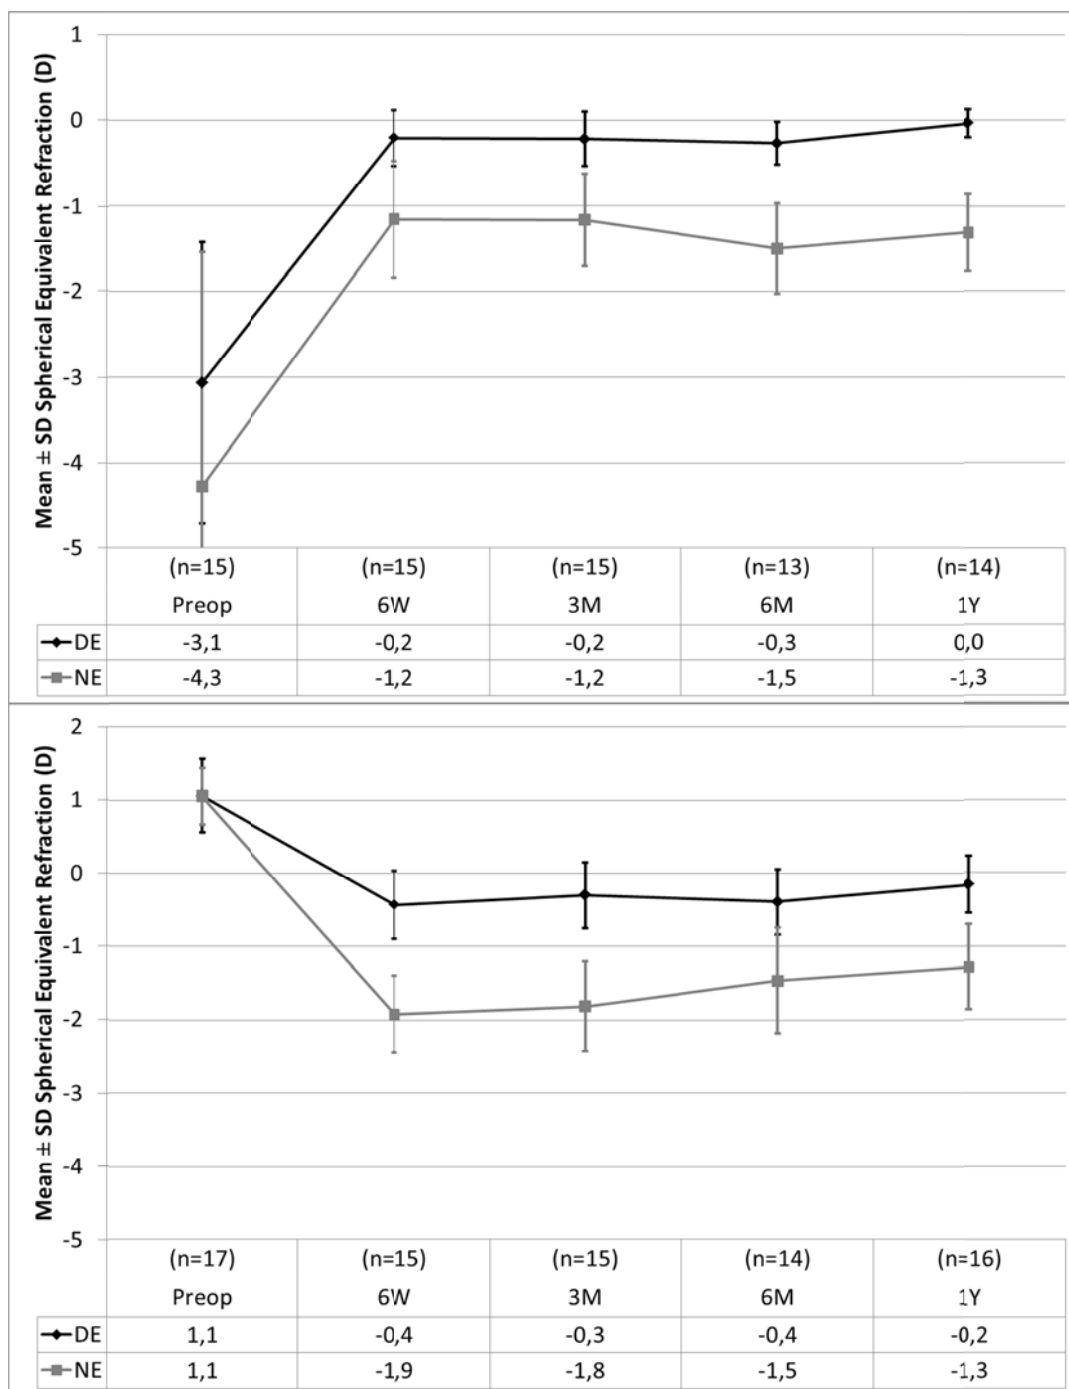 Mean ± SD Spherical Equivalent Refraction (D)
1
0
-1
-2
-3
-4
-5
(n=15) (n=15) (n=15) (n=13) (n=14)
Preop 6W 3M 6M 1Y
DE -3,1 -0,2 -0,2 -0,3 0,0
NE -4,3 -1,2 -1,2 -1,5 -1,3
Mean ± SD Spherical Equivalent Refraction (D)
2
1
0
-1
-2
-3
-4
-5
(n=17) (n=15) (n=15) (n=14) (n=16)
Preop 6W 3M 6M 1Y
DE 1,1 -0,4 -0,3 -0,4 -0,2
NE 1,1 -1,9 -1,8 -1,5 -1,3